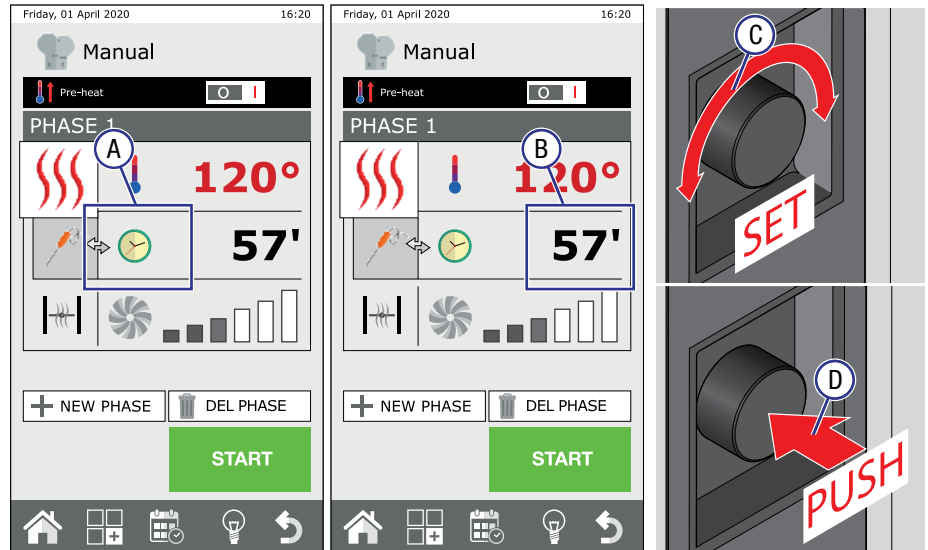 Friday, 01 April 2020 16:20
Manual
Pre-heat O I
PHASE 1
A
120°
57'
NEW PHASE DEL PHASE
START
Friday, 01 April 2020 16:20
Manual
Pre-heat O I
PHASE 1
B
120°
57'
NEW PHASE DEL PHASE
START
C
SET
D
PUSH